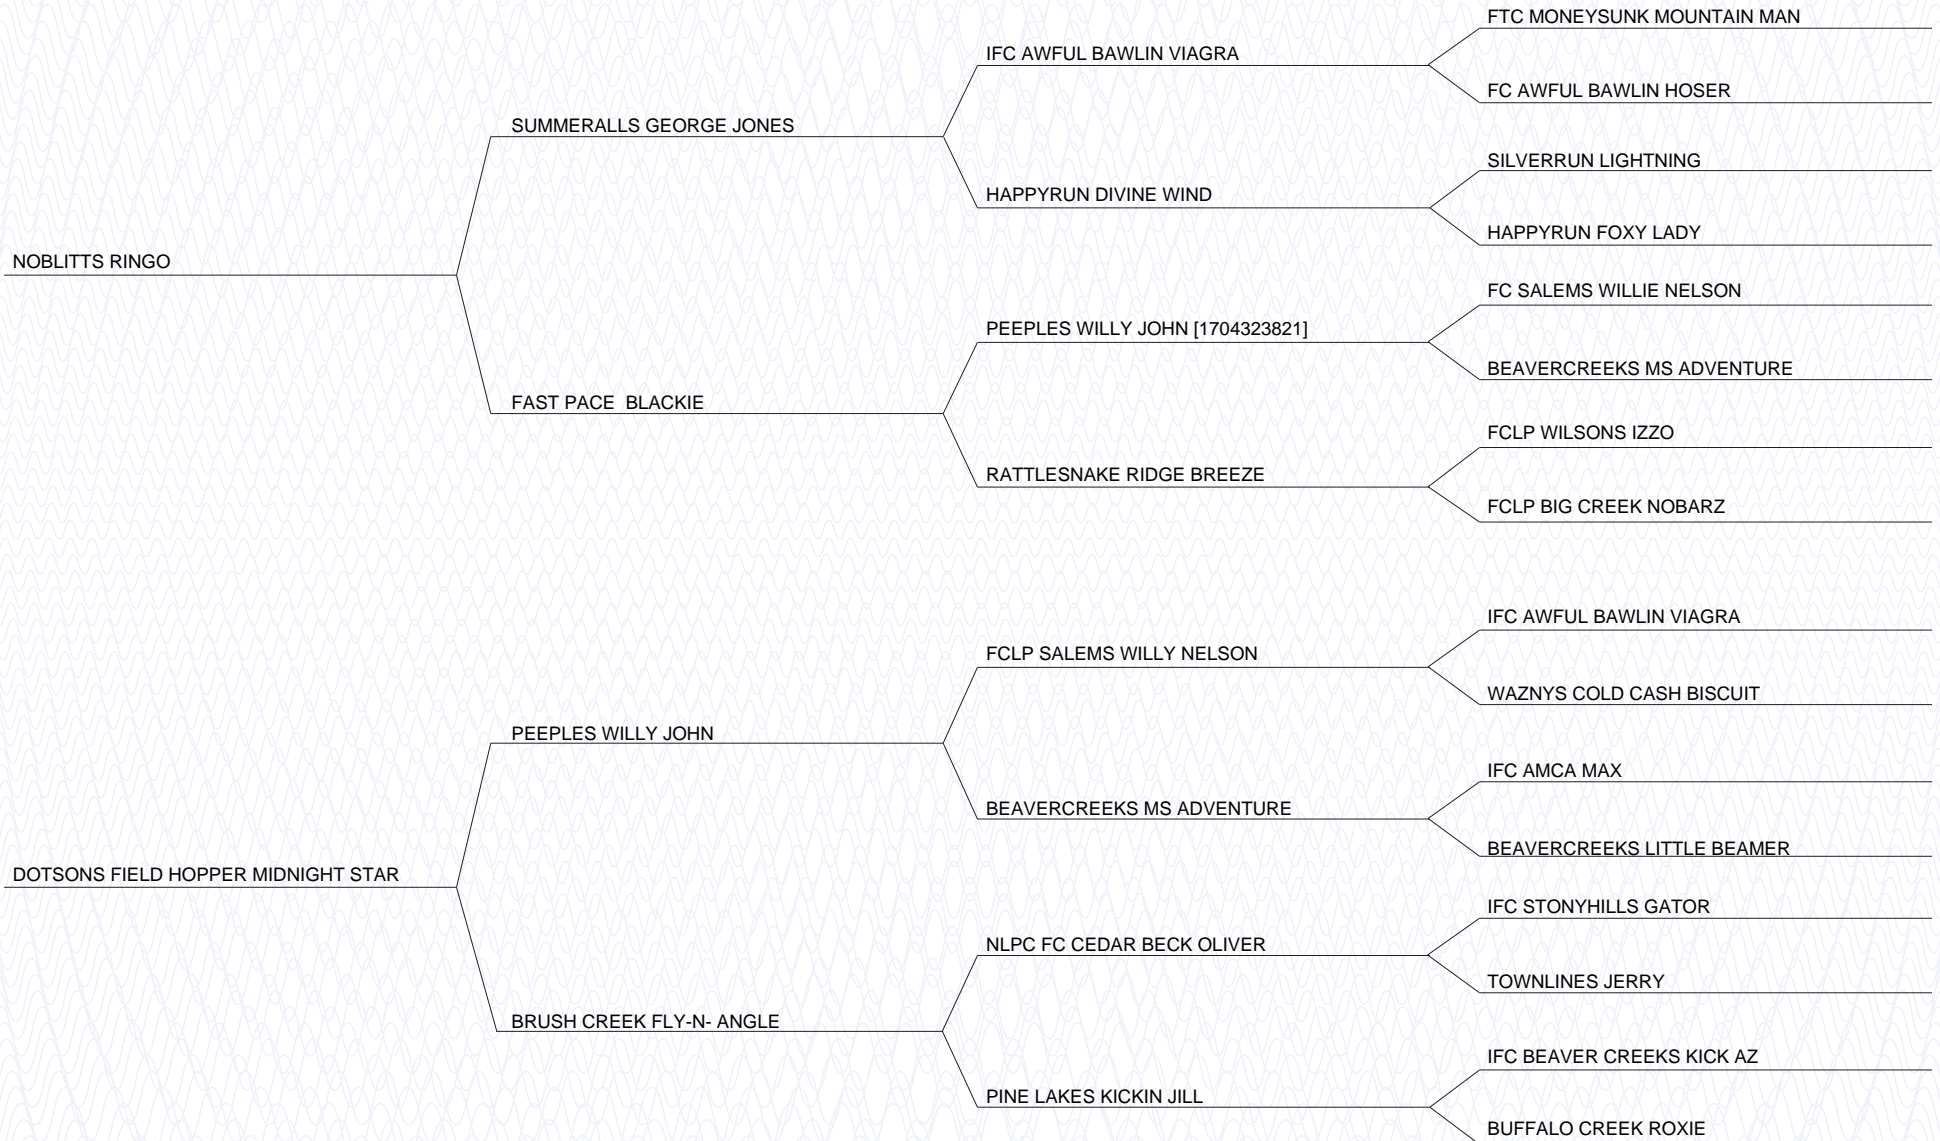 FTC MONEYSUNK MOUNTAIN MAN
IFC AWFUL BAWLIN VIAGRA
FC AWFUL BAWLIN HOSER
SUMMERALLS GEORGE JONES
SILVERRUN LIGHTNING
HAPPYRUN DIVINE WIND
HAPPYRUN FOXY LADY
NOBLITTS RINGO
FC SALEMS WILLIE NELSON
PEEPLES WILLY JOHN [1704323821]
BEAVERCREEKS MS ADVENTURE
FAST PACE  BLACKIE
FCLP WILSONS IZZO
RATTLESNAKE RIDGE BREEZE
FCLP BIG CREEK NOBARZ
IFC AWFUL BAWLIN VIAGRA
FCLP SALEMS WILLY NELSON
WAZNYS COLD CASH BISCUIT
PEEPLES WILLY JOHN
IFC AMCA MAX
BEAVERCREEKS MS ADVENTURE
BEAVERCREEKS LITTLE BEAMER
DOTSONS FIELD HOPPER MIDNIGHT STAR
IFC STONYHILLS GATOR
NLPC FC CEDAR BECK OLIVER
TOWNLINES JERRY
BRUSH CREEK FLY-N- ANGLE
IFC BEAVER CREEKS KICK AZ
PINE LAKES KICKIN JILL
BUFFALO CREEK ROXIE